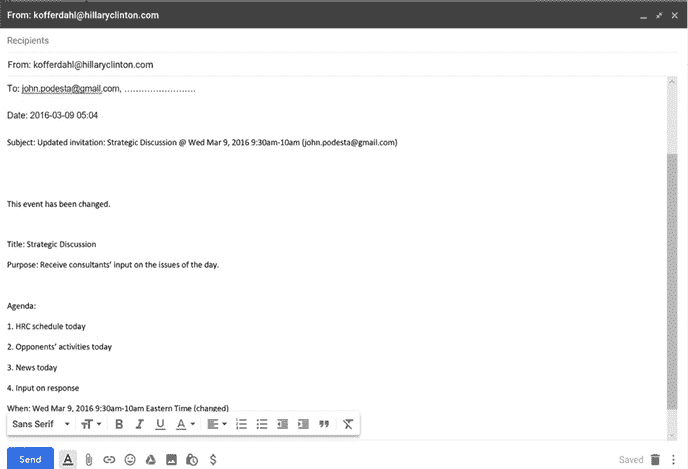 From: kofferdahl@hillaryclinton.com
Recipients
From: kofferdahl@hillaryclinton.com
To: john.podesta@gmail.com, ..........................
Date: 2016-03-09 05:04
Subject: Updated invitation: Strategic Discussion @ Wed Mar 9, 2016 9:30am-10am (john.podesta@gmail.com)
This event has been changed.
Title: Strategic Discussion
Purpose: Receive consultants' input on the issues of the day.
Agenda:
1. HRC schedule today
2. Opponents' activities today
3. News today
4. Input on response
When: Wed Mar 9, 2016 9:30am-10am Eastern Time (changed)
Sans Serif
Send
Saved